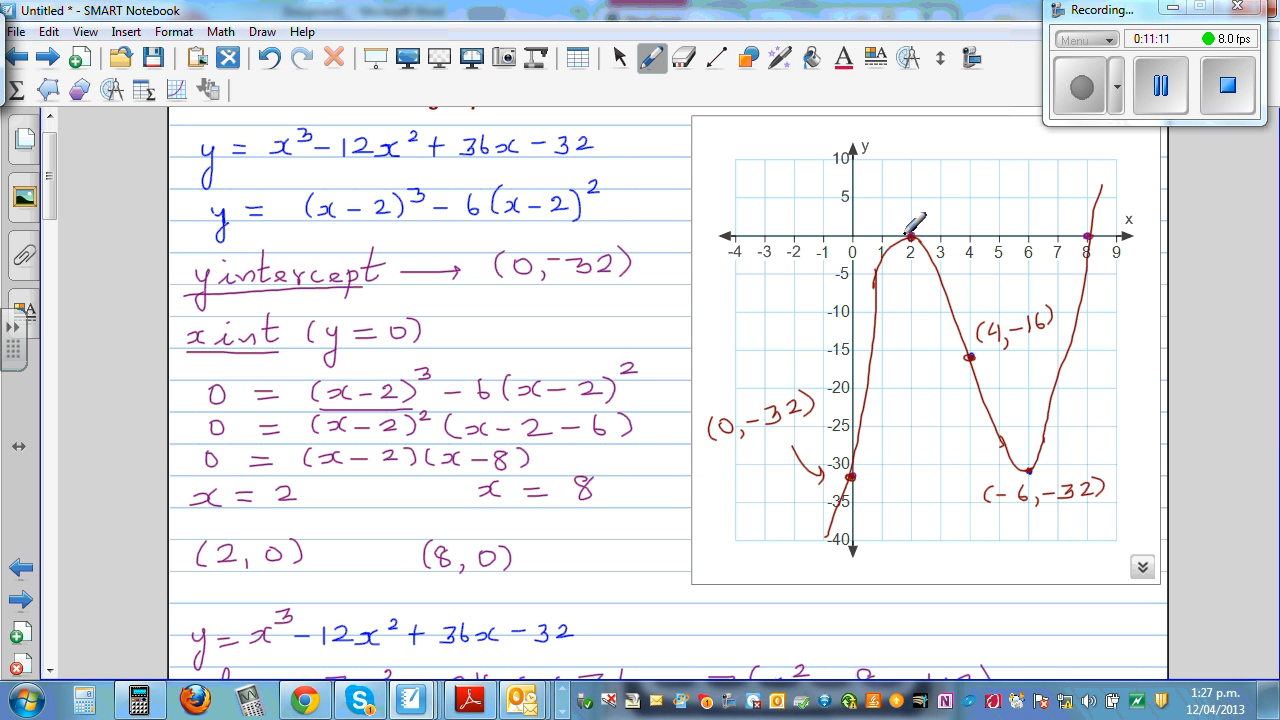 Untitled * - SMART Notebook
Recording...
File Edit View Insert Format Math Draw Help
Menu 0:11:11 8.0 fps
y = x³ - 12x² + 36x - 32
y = (x-2)³ - 6(x-2)²
y intercept → (0, -32)
x int (y = 0)
0 = (x-2)³ - 6(x-2)²
0 = (x-2)² (x-2-6)
0 = (x-2)(x-8)
x = 2 x = 8
(2, 0) (8, 0)
y = x³ - 12x² + 36x - 32
y
10
5
x
-4 -3 -2 -1 0 1 2 3 4 5 6 7 8 9
-5
-10
-15
-20
-25
-30
-35
-40
(4, -16)
(0, -32)
(-6, -32)
1:27 p.m.
12/04/2013